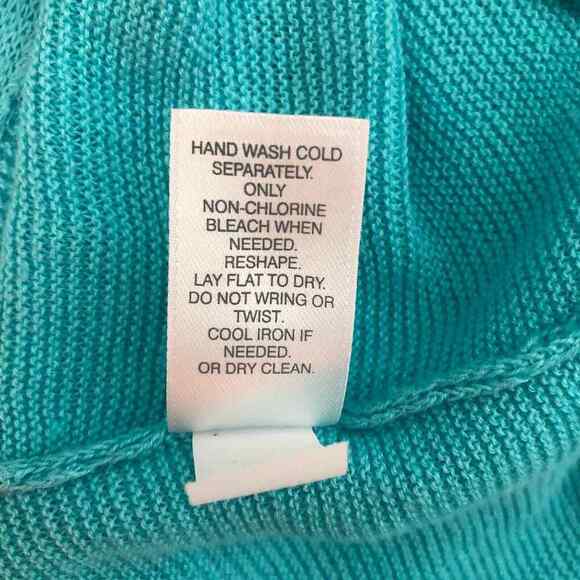 HAND WASH COLD
SEPARATELY.
ONLY
NON-CHLORINE
BLEACH WHEN
NEEDED.
RESHAPE.
LAY FLAT TO DRY.
DO NOT WRING OR
TWIST.
COOL IRON IF
NEEDED.
OR DRY CLEAN.